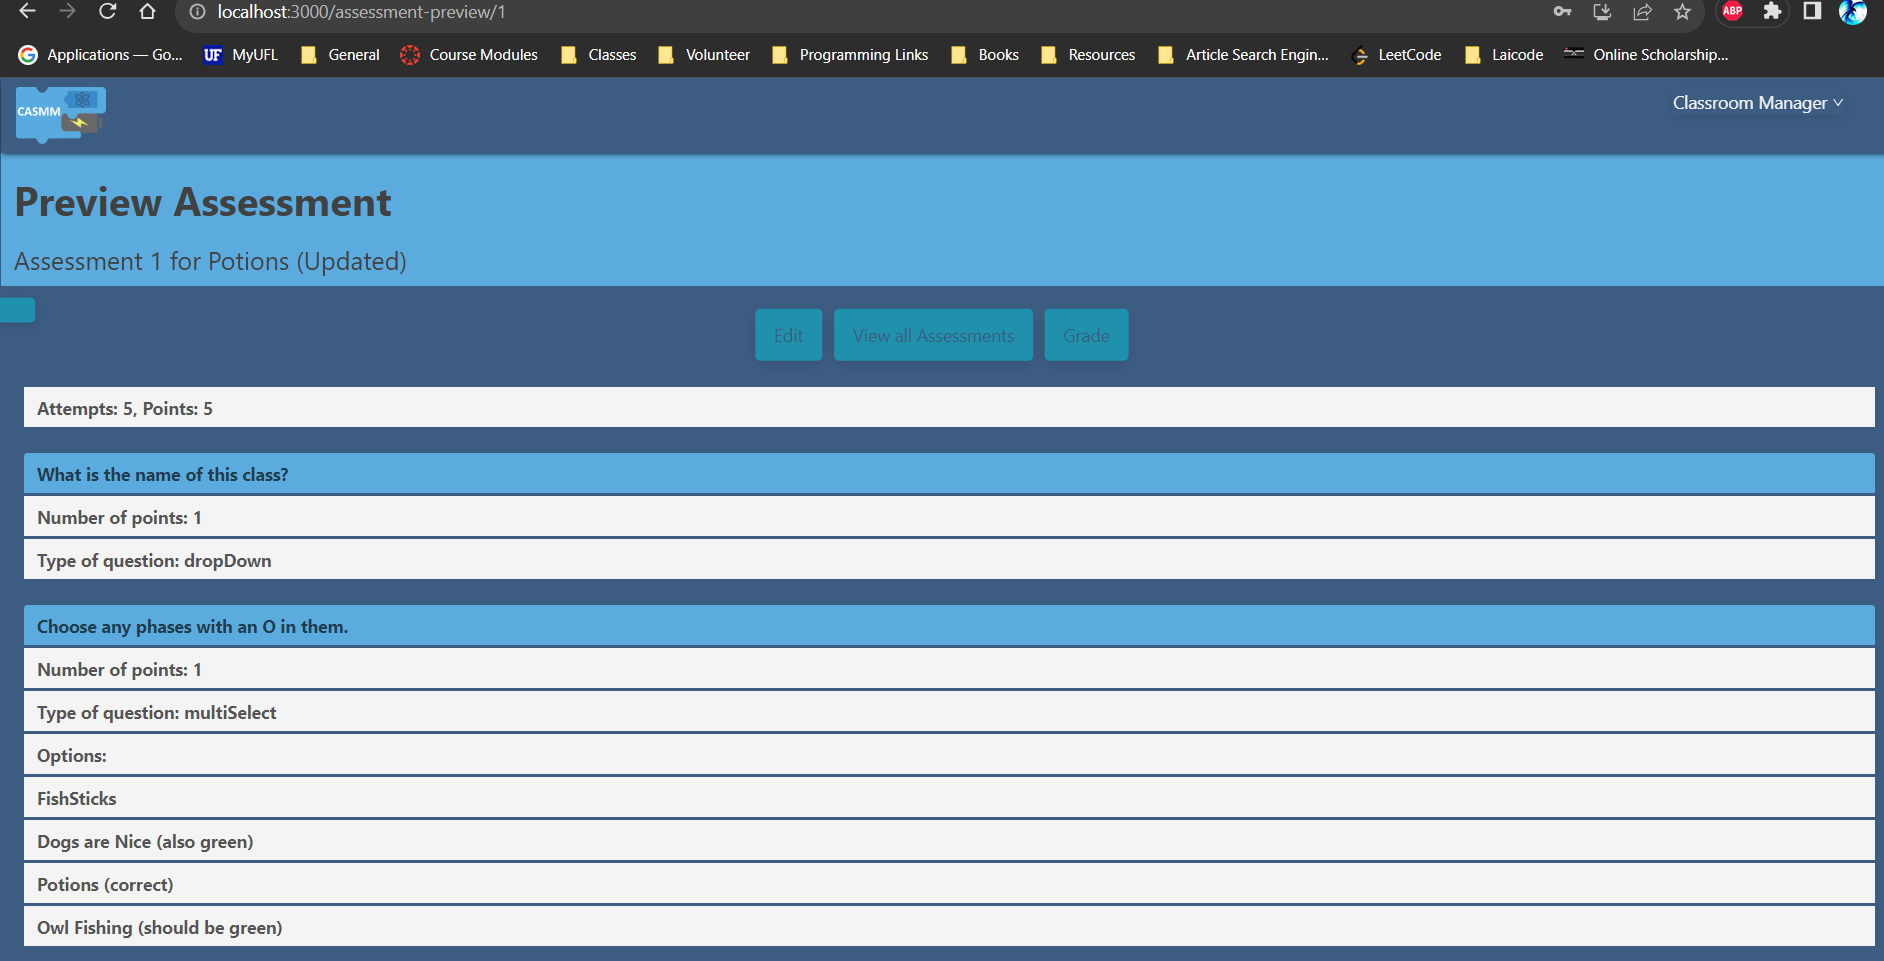 localhost:3000/assessment-preview/1
ABP
Applications — Go... UF MyUFL General Course Modules Classes Volunteer Programming Links Books Resources Article Search Engin... LeetCode Laicode Online Scholarship...
CASMM
Classroom Manager
Preview Assessment
Assessment 1 for Potions (Updated)
Edit View all Assessments Grade
Attempts: 5, Points: 5
What is the name of this class?
Number of points: 1
Type of question: dropDown
Choose any phases with an O in them.
Number of points: 1
Type of question: multiSelect
Options:
FishSticks
Dogs are Nice (also green)
Potions (correct)
Owl Fishing (should be green)